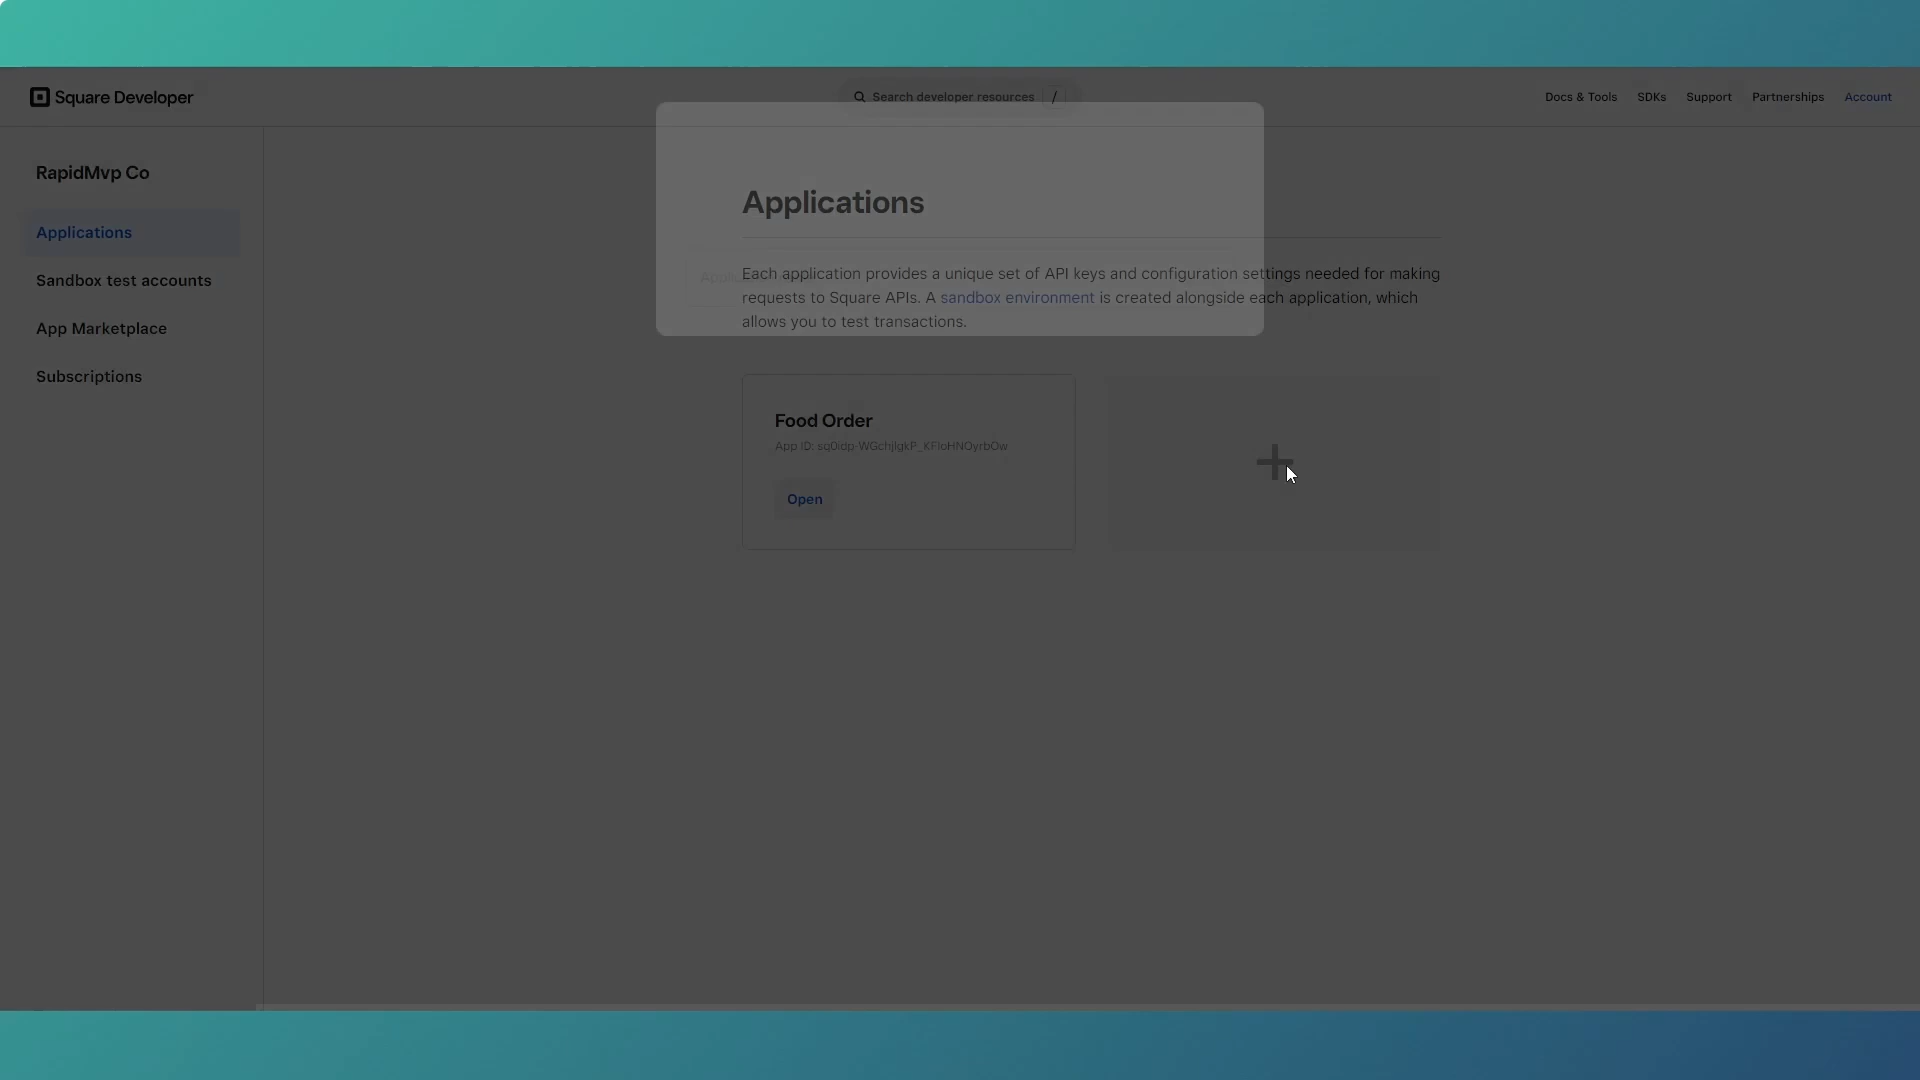 Square Developer
Search developer resources /
Docs & Tools
SDKs
Support
Partnerships
Account
RapidMvp Co
Applications
Sandbox test accounts
App Marketplace
Subscriptions
Applications
Each application provides a unique set of API keys and configuration settings needed for making
requests to Square APIs. A sandbox environment is created alongside each application, which
allows you to test transactions.
Food Order
App ID:
Open